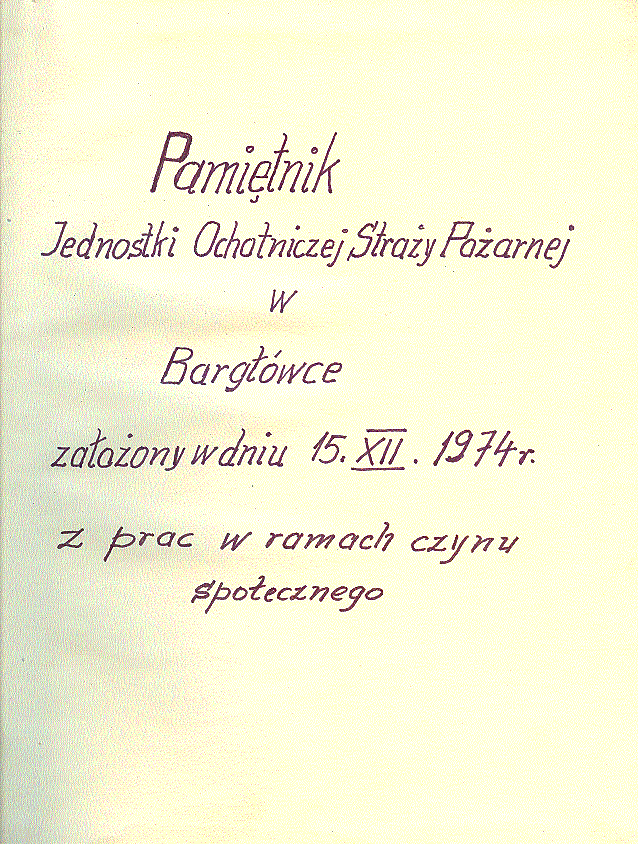 Pamiętnik
Jednostki Ochotniczej Straży Pożarnej
w
Bargłówce
założony w dniu 15. XII. 1974 r.
z prac w ramach czynu
społecznego